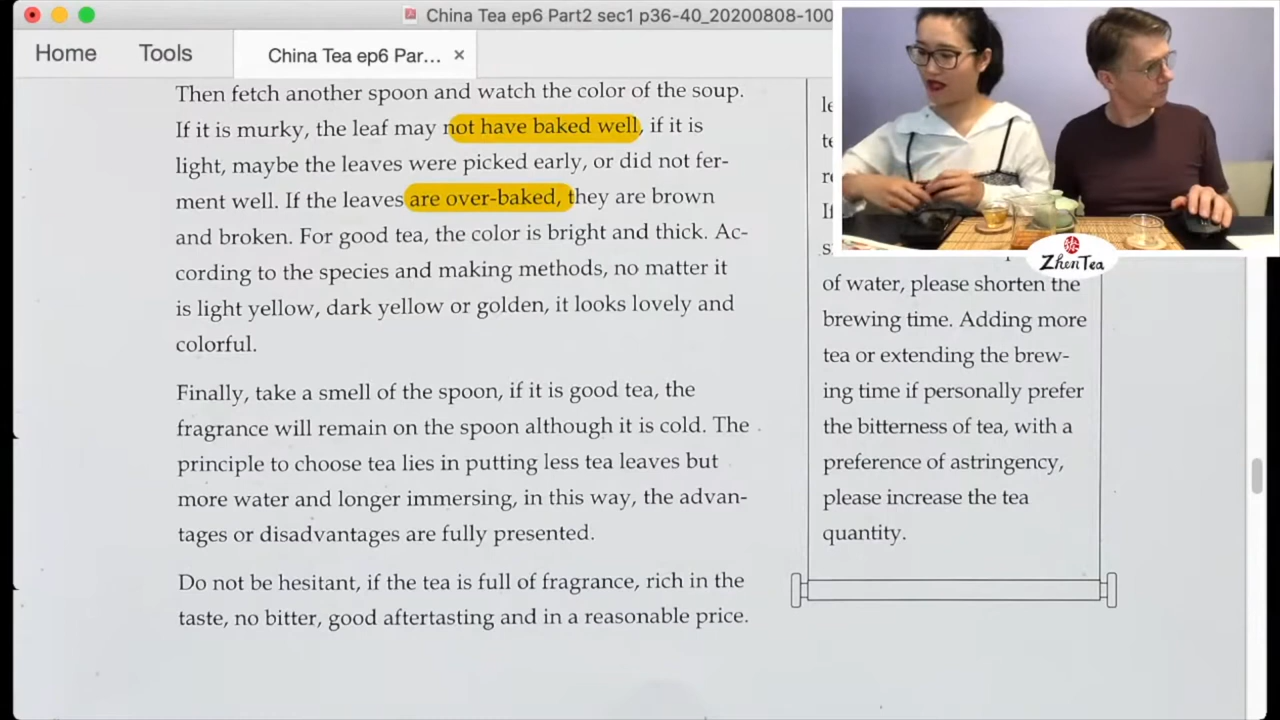 China Tea ep6 Part2 sec1 p36-40_20200808-100
Home
Tools
China Tea ep6 Par... ×
Then fetch another spoon and watch the color of the soup.
If it is murky, the leaf may not have baked well, if it is
light, maybe the leaves were picked early, or did not fer-
ment well. If the leaves are over-baked, they are brown
and broken. For good tea, the color is bright and thick. Ac-
cording to the species and making methods, no matter it
is light yellow, dark yellow or golden, it looks lovely and
colorful.
Finally, take a smell of the spoon, if it is good tea, the
fragrance will remain on the spoon although it is cold. The
principle to choose tea lies in putting less tea leaves but
more water and longer immersing, in this way, the advan-
tages or disadvantages are fully presented.
Do not be hesitant, if the tea is full of fragrance, rich in the
taste, no bitter, good aftertasting and in a reasonable price.
If
of water, please shorten the
brewing time. Adding more
tea or extending the brew-
ing time if personally prefer
the bitterness of tea, with a
preference of astringency,
please increase the tea
quantity.
ZhenTea